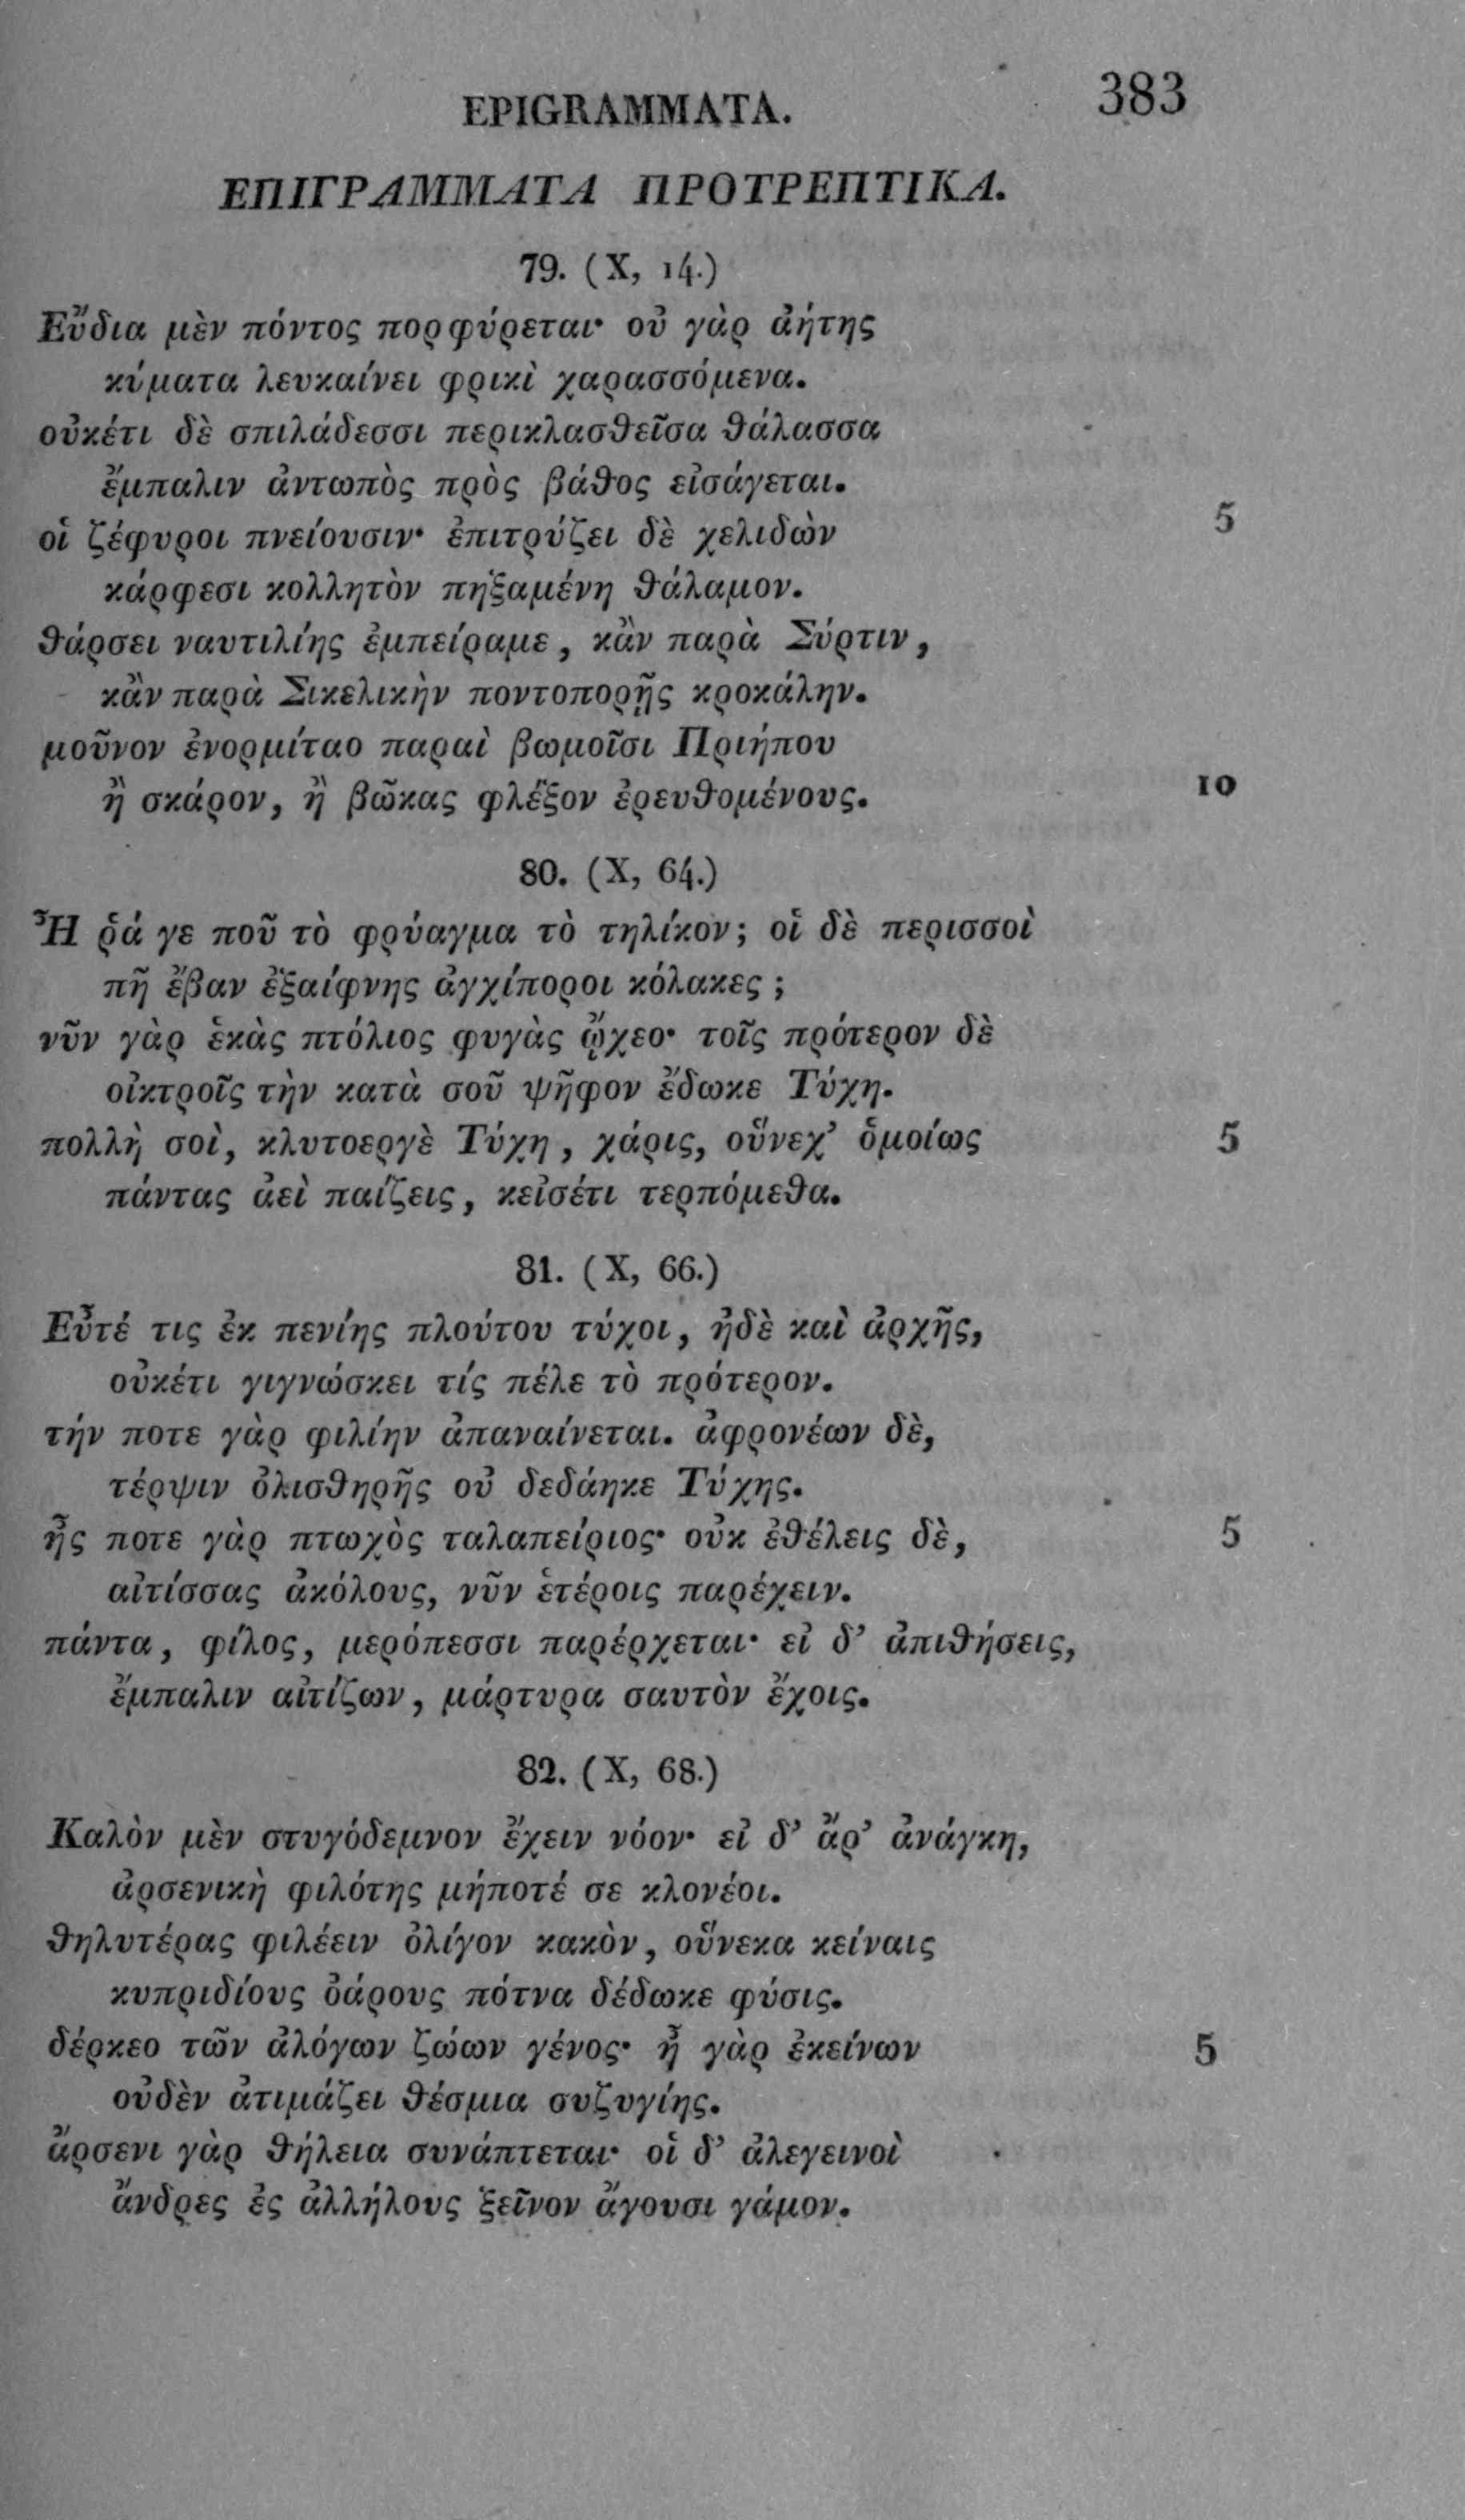 EPIGRAMMATA. 383
ΕΠΙΓΡΑΜΜΑΤΑ ΠΡΟΤΡΕΠΤΙΚΑ.
79. (X, 14.)
Εὔδια μὲν πόντος πορφύρεται· οὐ γὰρ ἀήτης
κύματα λευκαίνει φρικὶ χαρασσόμενα.
οὐκέτι δὲ σπιλάδεσσι περικλασθεῖσα θάλασσα
ἔμπαλιν ἀντωπὸς πρὸς βάθος εἰσάγεται.
οἱ ζέφυροι πνείουσιν· ἐπιτρύζει δὲ χελιδὼν 5
κάρφεσι κολλητὸν πηξαμένη θάλαμον.
θάρσει ναυτιλίης ἐμπείραμε, κἂν παρὰ Σύρτιν,
κἂν παρὰ Σικελικὴν ποντοπορῇς κροκάλην.
μοῦνον ἐνορμίταο παραὶ βωμοῖσι Πριήπου
ἢ σκάρον, ἢ βῶκας φλέξον ἐρευθομένους. 10
80. (X, 64.)
Ἦ ῥά γε ποῦ τὸ φρύαγμα τὸ τηλίκον; οἱ δὲ περισσοὶ
πῆ ἔβαν ἐξαίφνης ἀγχίποροι κόλακες;
νῦν γὰρ ἑκὰς πτόλιος φυγὰς ᾤχεο· τοῖς πρότερον δὲ
οἰκτροῖς τὴν κατὰ σοῦ ψῆφον ἔδωκε Τύχη.
πολλὴ σοὶ, κλυτοεργὲ Τύχη, χάρις, οὕνεχ’ ὁμοίως 5
πάντας ἀεὶ παίζεις, κεἰσέτι τερπόμεθα.
81. (X, 66.)
Εὖτέ τις ἐκ πενίης πλούτου τύχοι, ἠδὲ καὶ ἀρχῆς,
οὐκέτι γιγνώσκει τίς πέλε τὸ πρότερον.
τήν ποτε γὰρ φιλίην ἀπαναίνεται. ἀφρονέων δὲ,
τέρψιν ὀλισθηρῆς οὐ δεδάηκε Τύχης.
ἦς ποτε γὰρ πτωχὸς ταλαπείριος· οὐκ ἐθέλεις δὲ, 5
αἰτίσσας ἀκόλους, νῦν ἑτέροις παρέχειν.
πάντα, φίλος, μερόπεσσι παρέρχεται· εἰ δ’ ἀπιθήσεις,
ἔμπαλιν αἰτίζων, μάρτυρα σαυτὸν ἔχοις.
82. (X, 68.)
Καλὸν μὲν στυγόδεμνον ἔχειν νόον· εἰ δ’ ἄρ’ ἀνάγκη,
ἀρσενικὴ φιλότης μήποτέ σε κλονέοι.
θηλυτέρας φιλέειν ὀλίγον κακὸν, οὕνεκα κείναις
κυπριδίους ὀάρους πότνα δέδωκε φύσις.
δέρκεο τῶν ἀλόγων ζώων γένος· ἦ γὰρ ἐκείνων 5
οὐδὲν ἀτιμάζει θέσμια συζυγίης.
ἄρσενι γὰρ θήλεια συνάπτεται· οἱ δ’ ἀλεγεινοὶ
ἄνδρες ἐς ἀλλήλους ξεῖνον ἄγουσι γάμον.